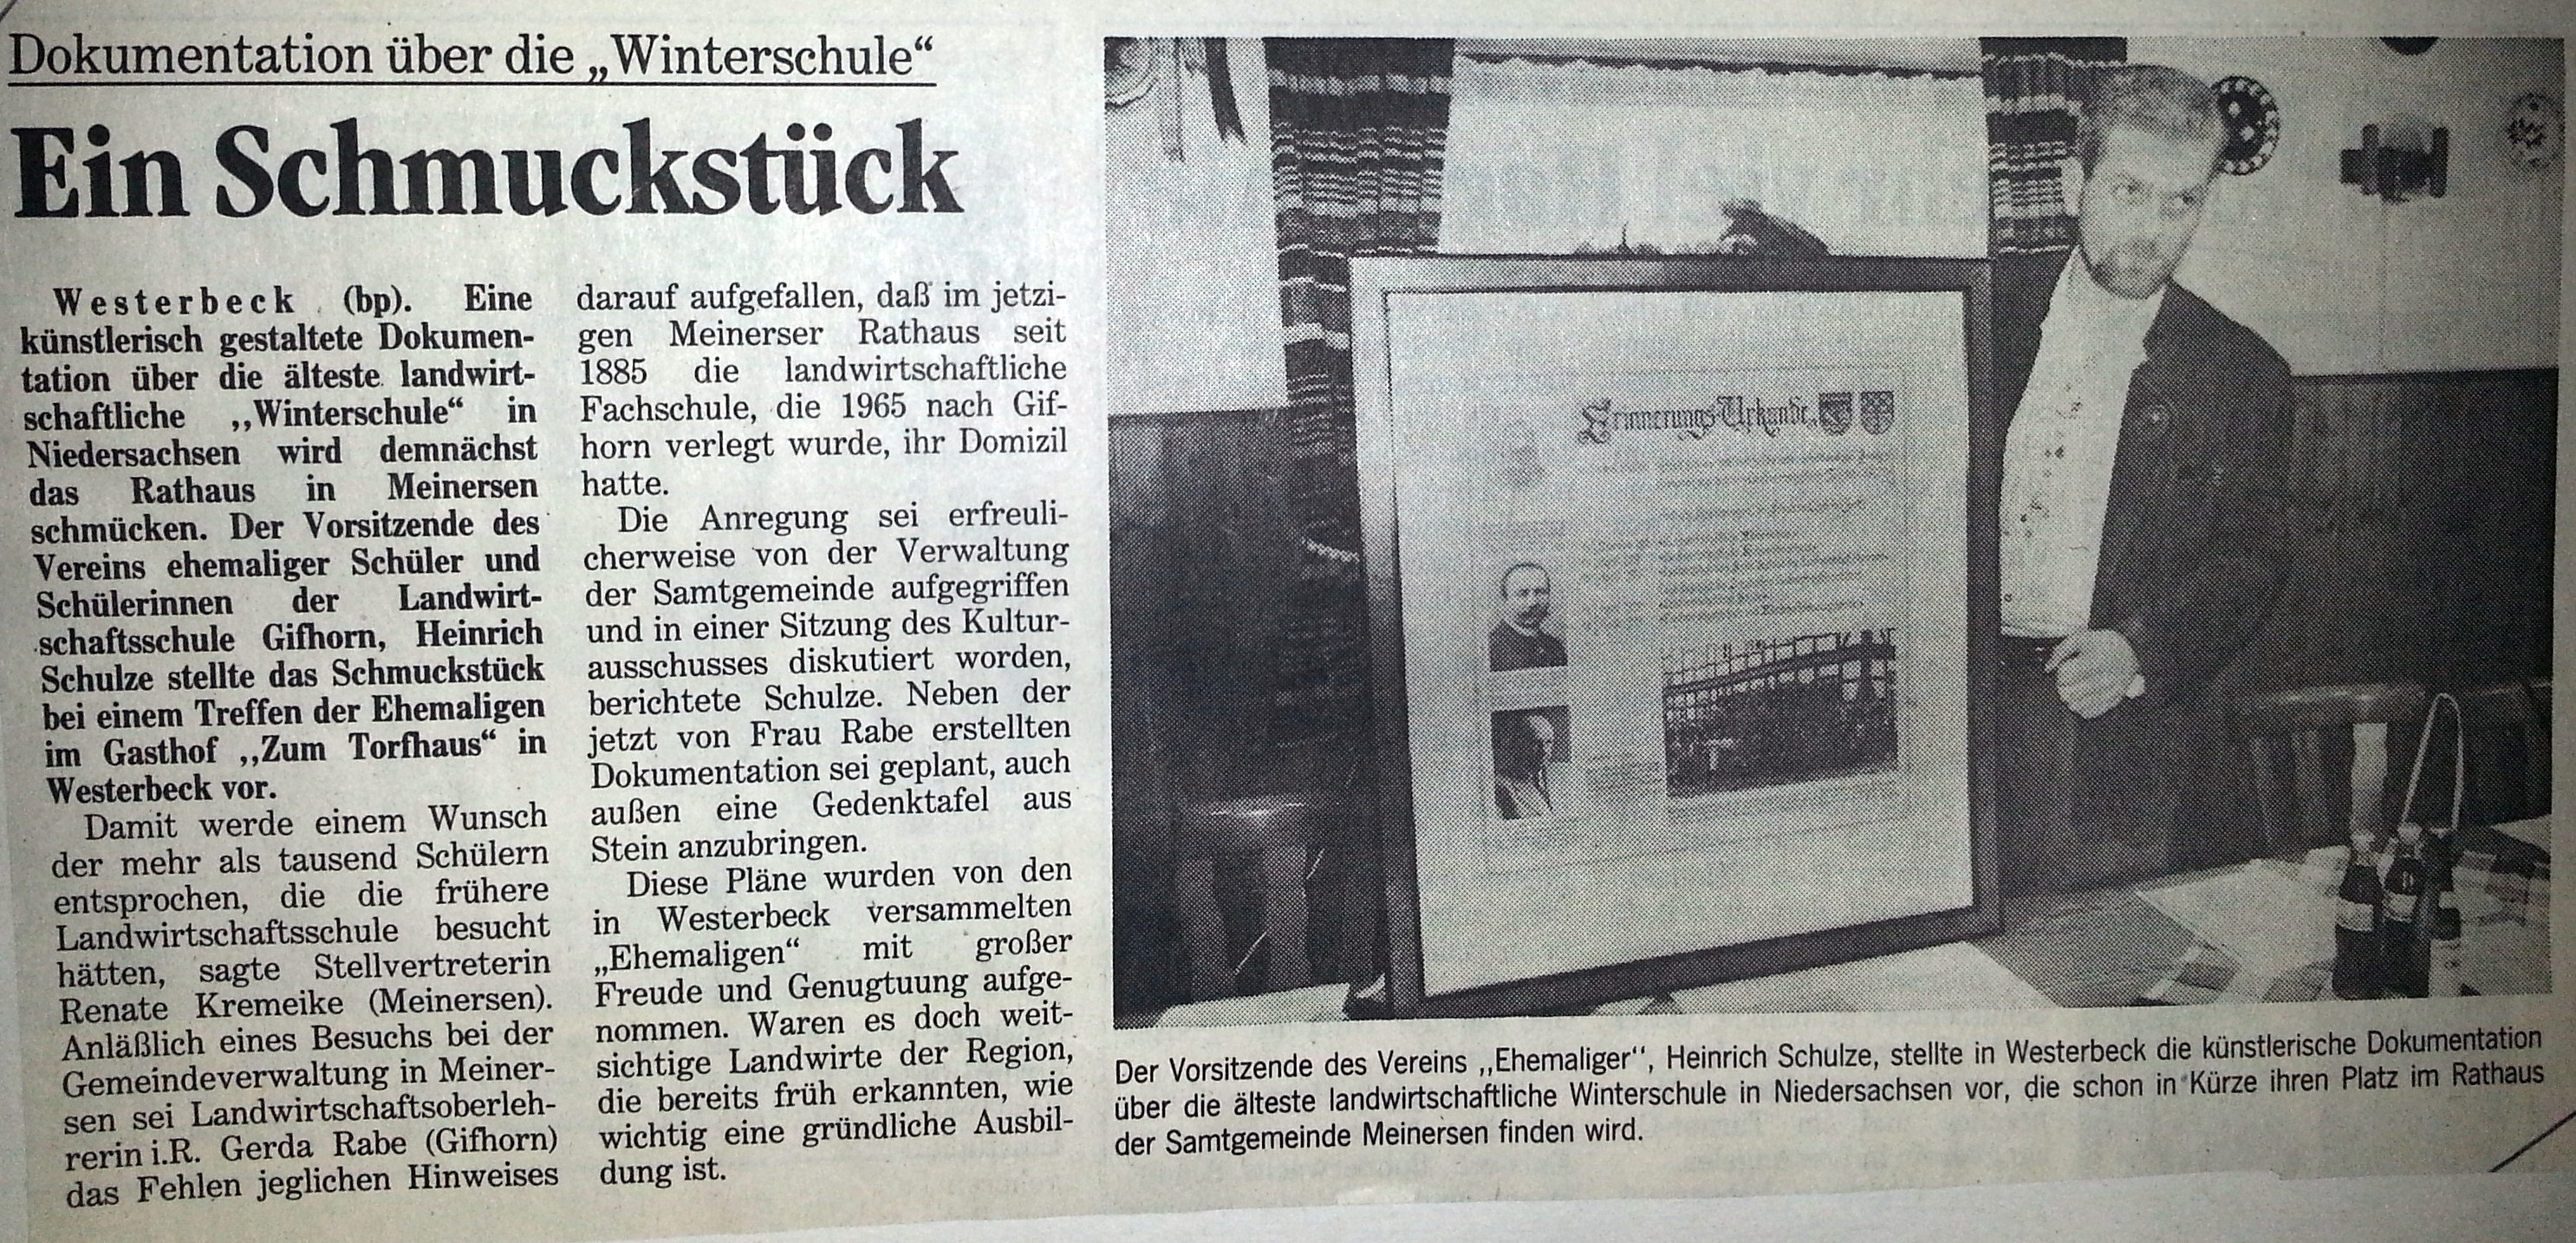 Dokumentation über die „Winterschule“
Ein Schmuckstück
Westerbeck (bp). Eine
künstlerisch gestaltete Dokumen-
tation über die älteste landwirt-
schaftliche ,,Winterschule“ in
Niedersachsen wird demnächst
das Rathaus in Meinersen
schmücken. Der Vorsitzende des
Vereins ehemaliger Schüler und
Schülerinnen der Landwirt-
schaftsschule Gifhorn, Heinrich
Schulze stellte das Schmuckstück
bei einem Treffen der Ehemaligen
im Gasthof ,,Zum Torfhaus“ in
Westerbeck vor.
Damit werde einem Wunsch
der mehr als tausend Schülern
entsprochen, die die frühere
Landwirtschaftsschule besucht
hätten, sagte Stellvertreterin
Renate Kremeike (Meinersen).
Anläßlich eines Besuchs bei der
Gemeindeverwaltung in Meiner-
sen sei Landwirtschaftsoberleh-
rerin i.R. Gerda Rabe (Gifhorn)
das Fehlen jeglichen Hinweises
darauf aufgefallen, daß im jetzi-
gen Meinerser Rathaus seit
1885 die landwirtschaftliche
Fachschule, die 1965 nach Gif-
horn verlegt wurde, ihr Domizil
hatte.
Die Anregung sei erfreuli-
cherweise von der Verwaltung
der Samtgemeinde aufgegriffen
und in einer Sitzung des Kultur-
ausschusses diskutiert worden,
berichtete Schulze. Neben der
jetzt von Frau Rabe erstellten
Dokumentation sei geplant, auch
außen eine Gedenktafel aus
Stein anzubringen.
Diese Pläne wurden von den
in Westerbeck versammelten
„Ehemaligen“ mit großer
Freude und Genugtuung aufge-
nommen. Waren es doch weit-
sichtige Landwirte der Region,
die bereits früh erkannten, wie
wichtig eine gründliche Ausbil-
dung ist.
Erinnerungs-Urkunde
Der Vorsitzende des Vereins ,,Ehemaliger“, Heinrich Schulze, stellte in Westerbeck die künstlerische Dokumentation
über die älteste landwirtschaftliche Winterschule in Niedersachsen vor, die schon in Kürze ihren Platz im Rathaus
der Samtgemeinde Meinersen finden wird.